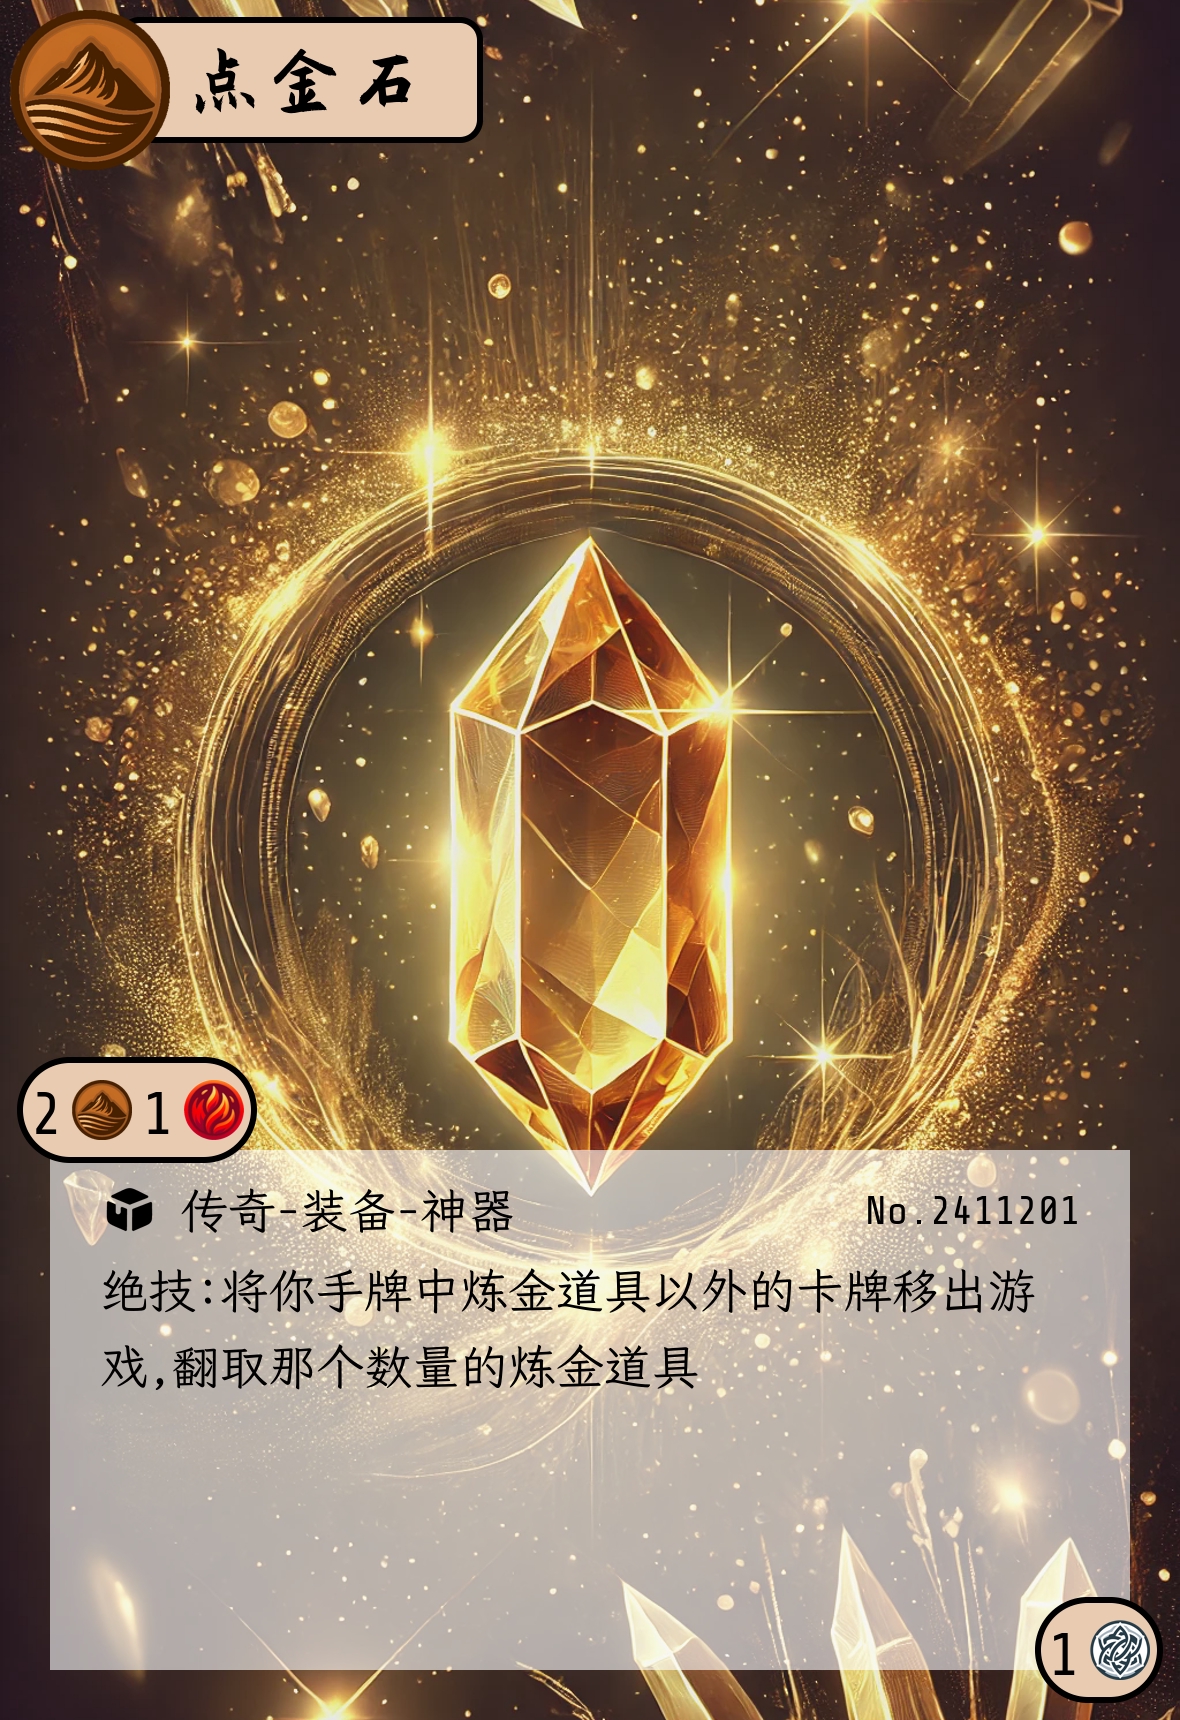 点金石
2 1
传奇-装备-神器 No.2411201
绝技:将你手牌中炼金道具以外的卡牌移出游
戏,翻取那个数量的炼金道具
1